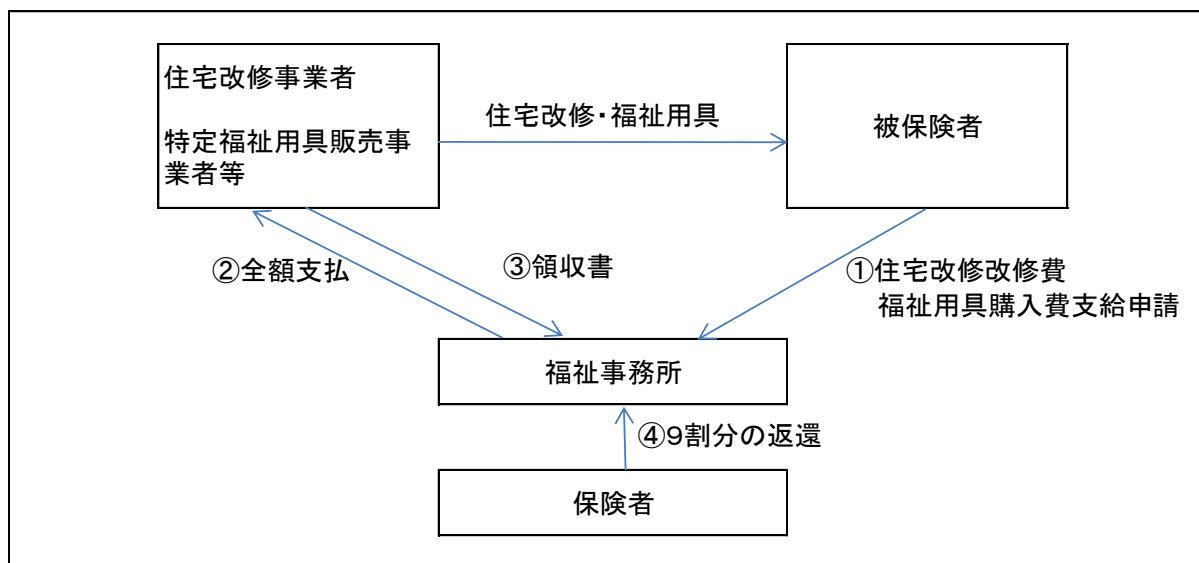 住宅改修事業者
特定福祉用具販売事
業者等
住宅改修・福祉用具
被保険者
②全額支払
③領収書
①住宅改修改修費
福祉用具購入費支給申請
福祉事務所
④９割分の返還
保険者